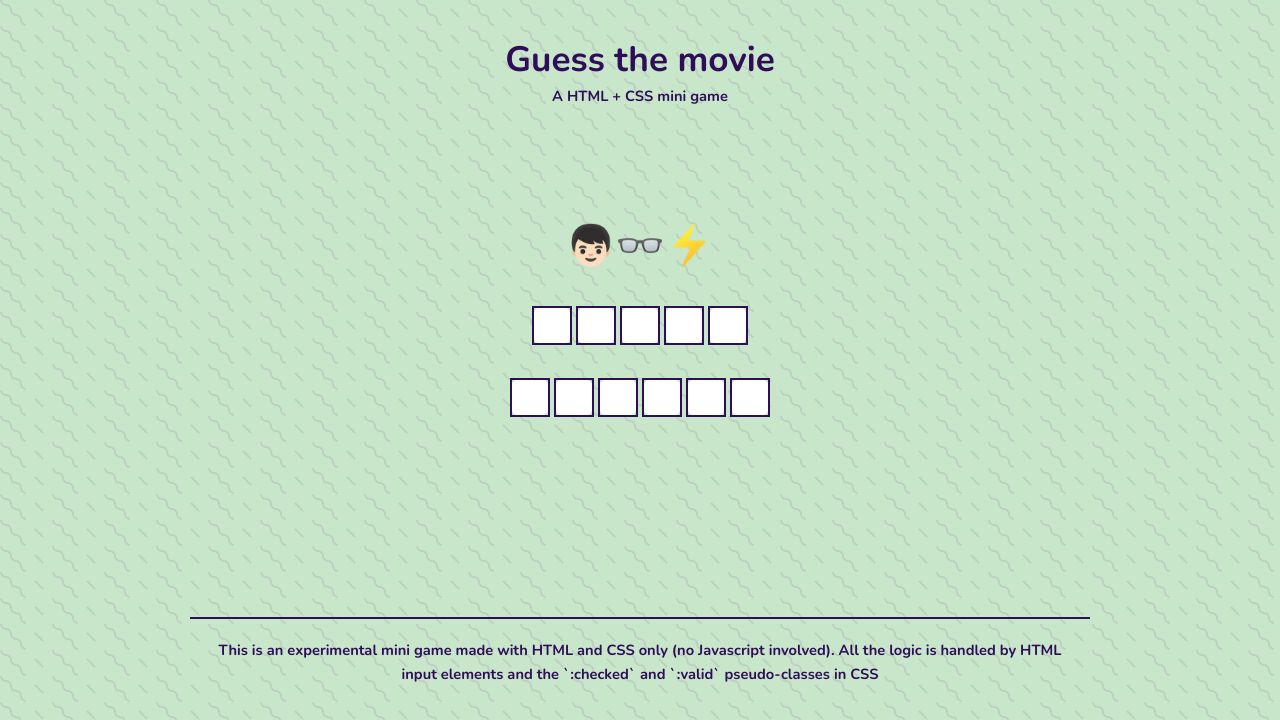 Guess the movie
A HTML + CSS mini game
👦🏻👓⚡
This is an experimental mini game made with HTML and CSS only (no Javascript involved). All the logic is handled by HTML
input elements and the `:checked` and `:valid` pseudo-classes in CSS